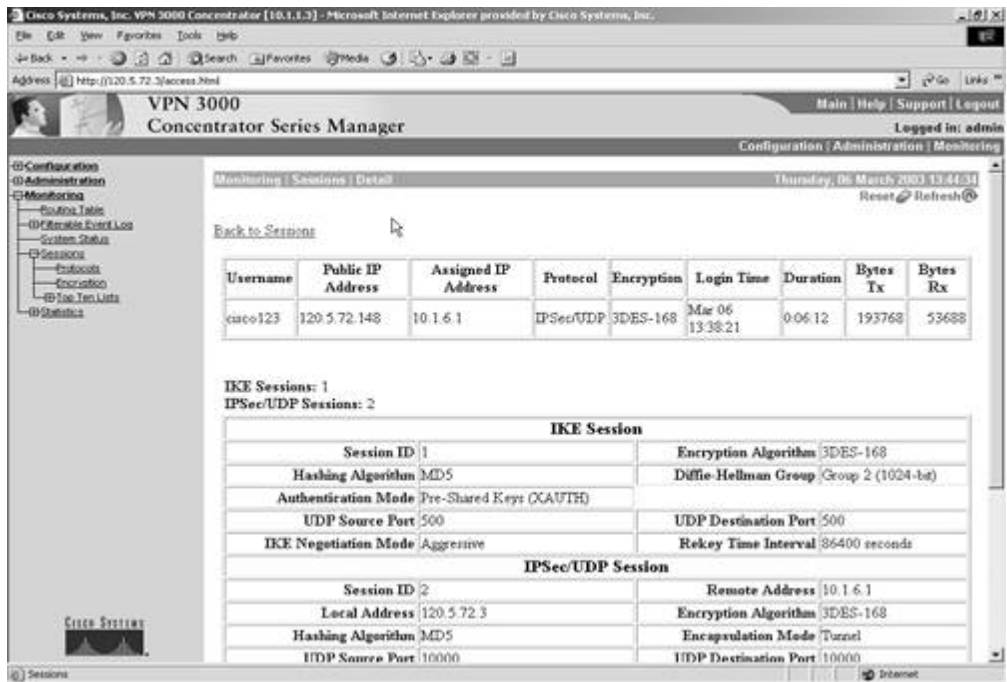 Cisco Systems, Inc. VPN 3000 Concentrator [10.1.1.3] - Microsoft Internet Explorer provided by Cisco Systems, Inc.
File Edit View Favorites Tools Help
Back Search Favorites Media
Address http://120.5.72.3/access.html Go Links »
VPN 3000
Concentrator Series Manager
Main | Help | Support | Logout
Logged in: admin
Configuration | Administration | Monitoring
Configuration
Administration
Monitoring
Routing Table
Filterable Event Log
System Status
Sessions
Protocols
Encryption
Top Ten Lists
Statistics
Monitoring | Sessions | Detail Thursday, 06 March 2003 13:44:34
Reset Refresh
Back to Sessions
Username Public IP Address Assigned IP Address Protocol Encryption Login Time Duration Bytes Tx Bytes Rx
cisco123 120.5.72.148 10.1.6.1 IPSec/UDP 3DES-168 Mar 06 13:38:21 0:06:12 193768 53688
IKE Sessions: 1
IPSec/UDP Sessions: 2
IKE Session
Session ID 1 Encryption Algorithm 3DES-168
Hashing Algorithm MD5 Diffie-Hellman Group Group 2 (1024-bit)
Authentication Mode Pre-Shared Keys (XAUTH)
UDP Source Port 500 UDP Destination Port 500
IKE Negotiation Mode Aggressive Rekey Time Interval 86400 seconds
IPSec/UDP Session
Session ID 2 Remote Address 10.1.6.1
Local Address 120.5.72.3 Encryption Algorithm 3DES-168
Hashing Algorithm MD5 Encapsulation Mode Tunnel
UDP Source Port 10000 UDP Destination Port 10000
Cisco Systems
Sessions Internet